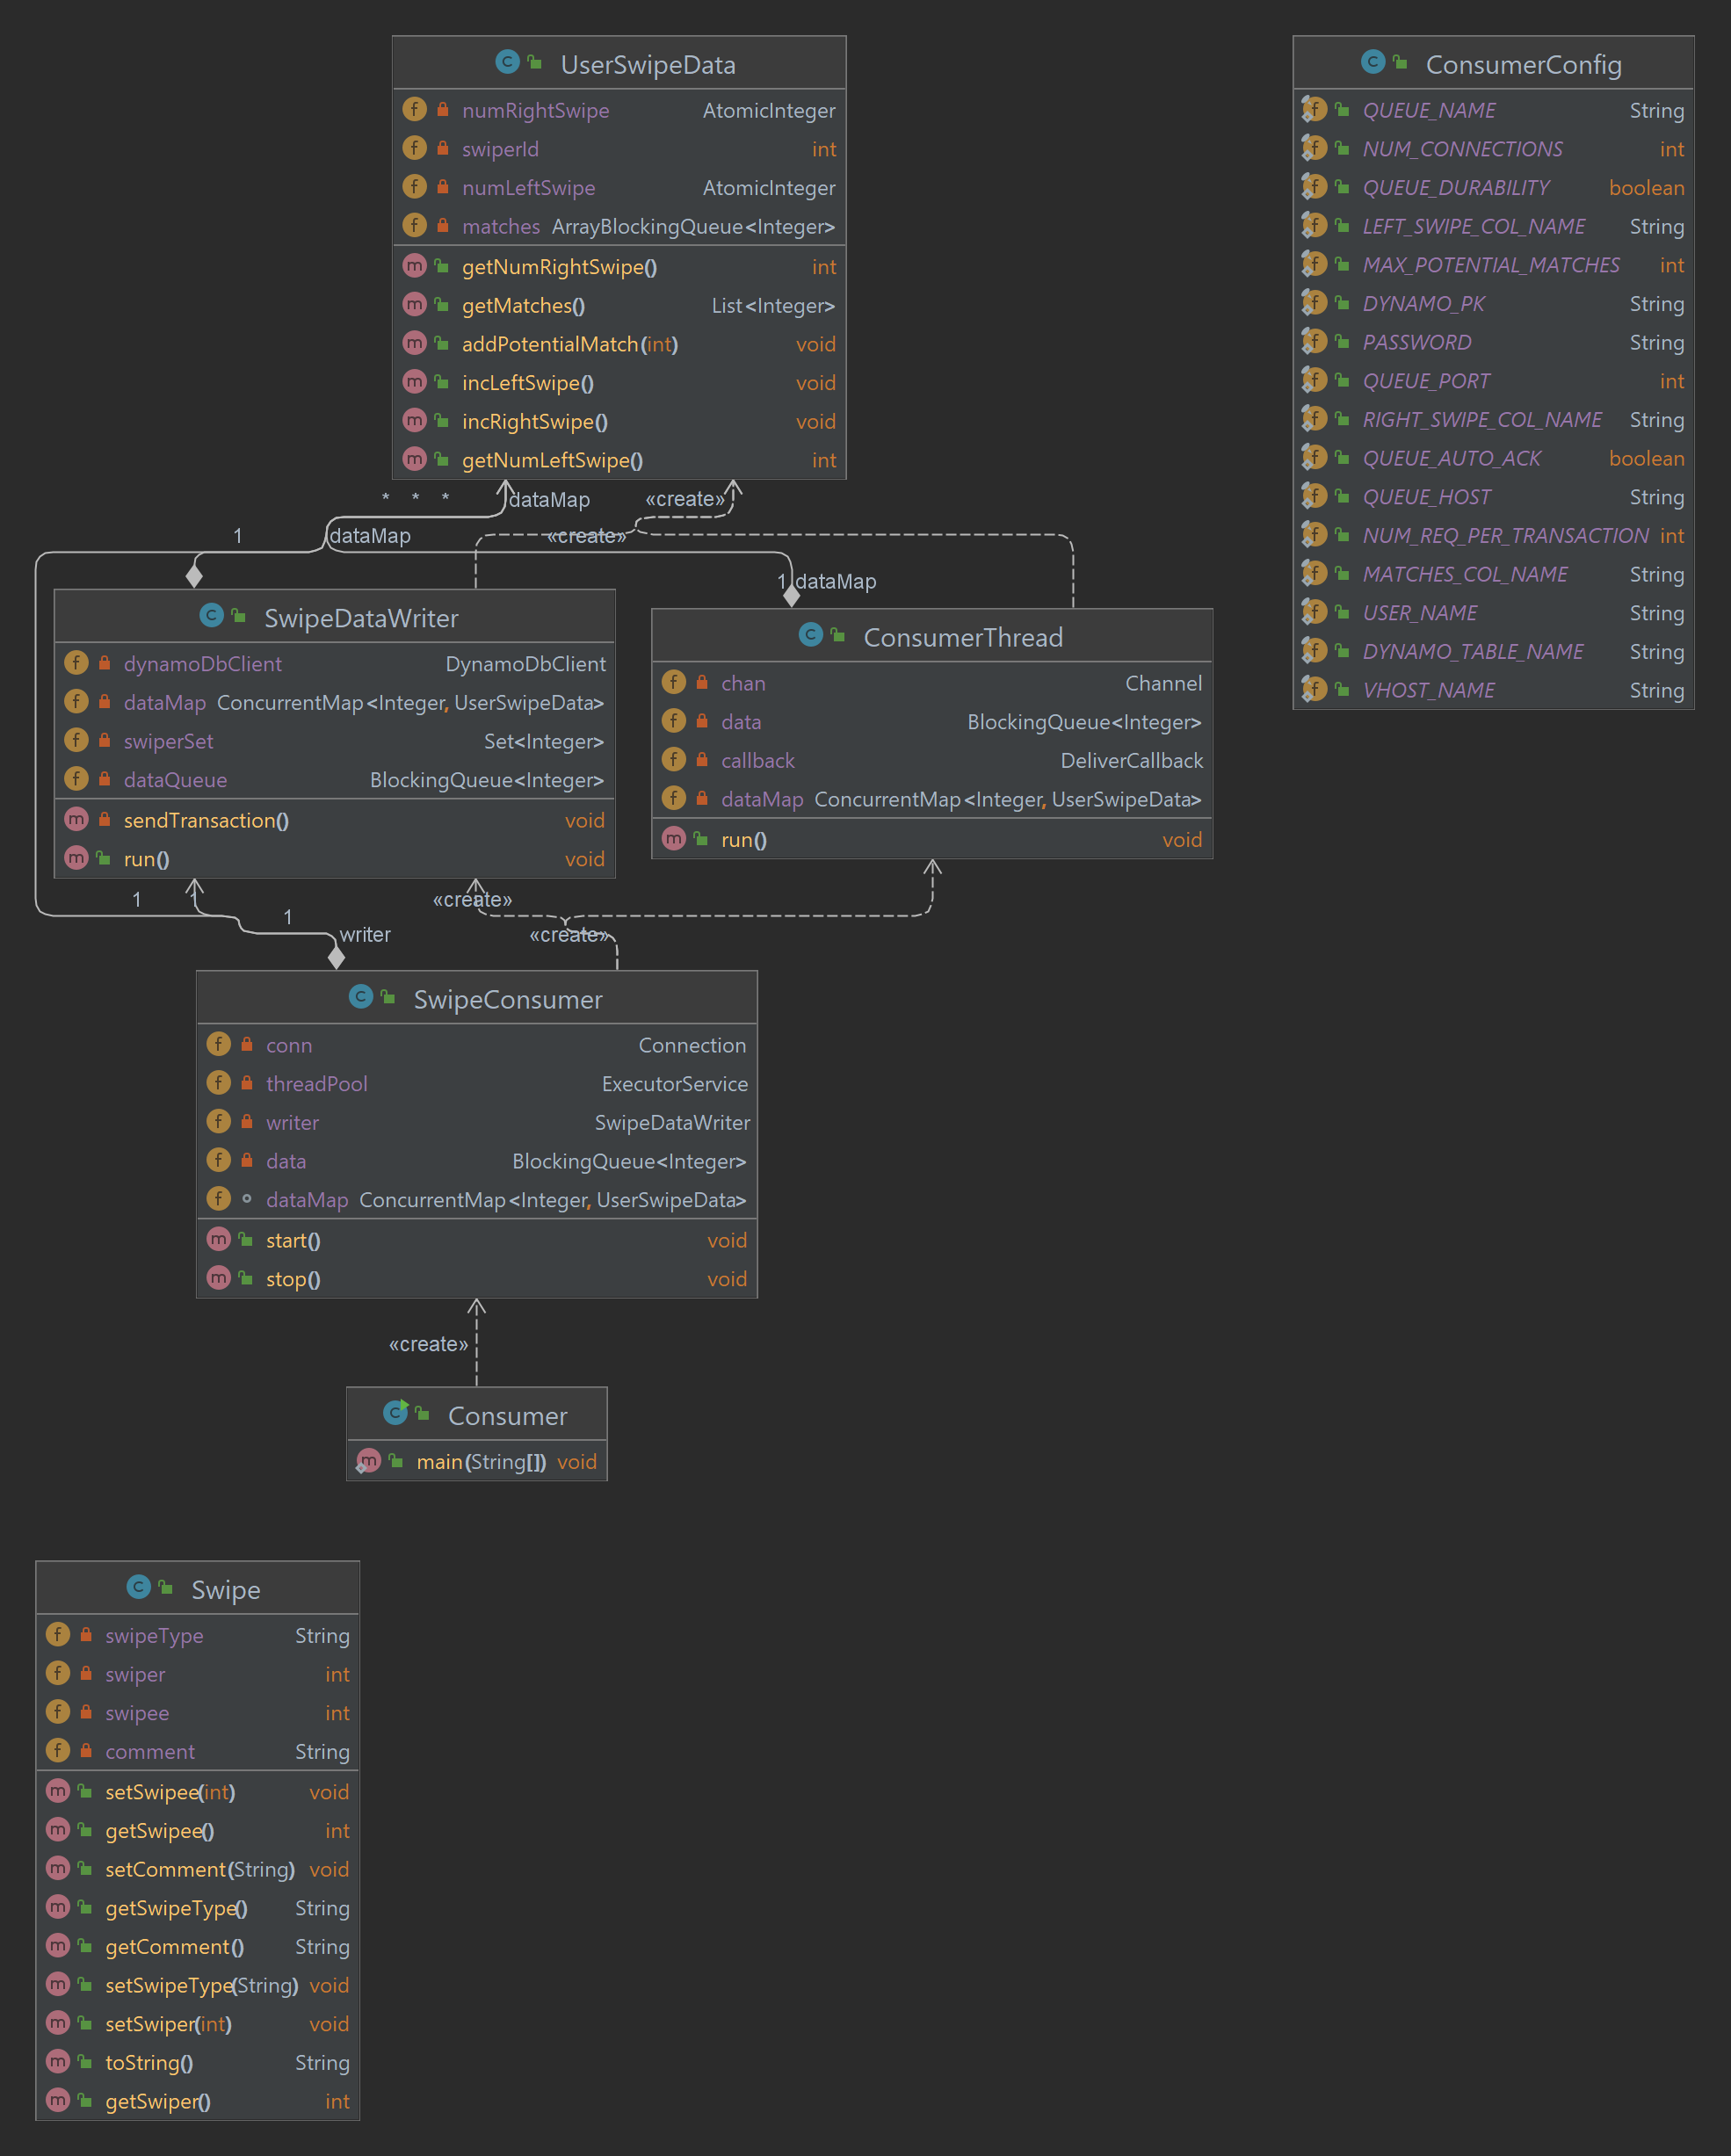 UserSwipeData
numRightSwipe AtomicInteger
swiperId int
numLeftSwipe AtomicInteger
matches ArrayBlockingQueue<Integer>
getNumRightSwipe() int
getMatches() List<Integer>
addPotentialMatch(int) void
incLeftSwipe() void
incRightSwipe() void
getNumLeftSwipe() int
ConsumerConfig
QUEUE_NAME String
NUM_CONNECTIONS int
QUEUE_DURABILITY boolean
LEFT_SWIPE_COL_NAME String
MAX_POTENTIAL_MATCHES int
DYNAMO_PK String
PASSWORD String
QUEUE_PORT int
RIGHT_SWIPE_COL_NAME String
QUEUE_AUTO_ACK boolean
QUEUE_HOST String
NUM_REQ_PER_TRANSACTION int
MATCHES_COL_NAME String
USER_NAME String
DYNAMO_TABLE_NAME String
VHOST_NAME String
* * * dataMap «create»
1 dataMap «create»
1 dataMap
SwipeDataWriter
dynamoDbClient DynamoDbClient
dataMap ConcurrentMap<Integer, UserSwipeData>
swiperSet Set<Integer>
dataQueue BlockingQueue<Integer>
sendTransaction() void
run() void
ConsumerThread
chan Channel
data BlockingQueue<Integer>
callback DeliverCallback
dataMap ConcurrentMap<Integer, UserSwipeData>
run() void
1 1 «create»
1 writer «create»
SwipeConsumer
conn Connection
threadPool ExecutorService
writer SwipeDataWriter
data BlockingQueue<Integer>
dataMap ConcurrentMap<Integer, UserSwipeData>
start() void
stop() void
«create»
Consumer
main(String[]) void
Swipe
swipeType String
swiper int
swipee int
comment String
setSwipee(int) void
getSwipee() int
setComment(String) void
getSwipeType() String
getComment() String
setSwipeType(String) void
setSwiper(int) void
toString() String
getSwiper() int